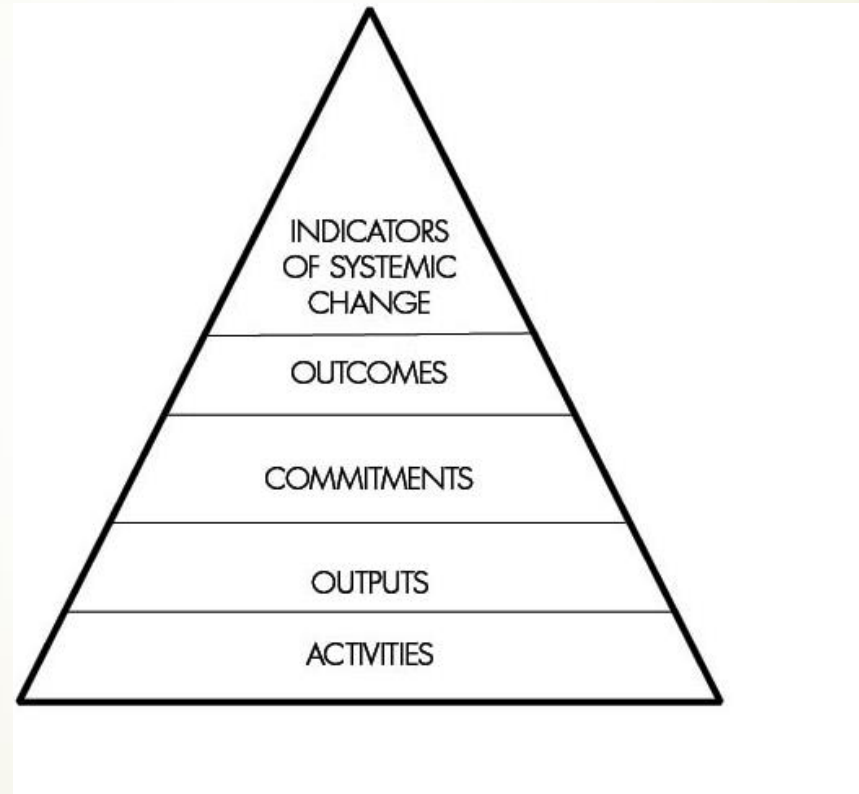 INDICATORS
OF SYSTEMIC
CHANGE
OUTCOMES
COMMITMENTS
OUTPUTS
ACTIVITIES